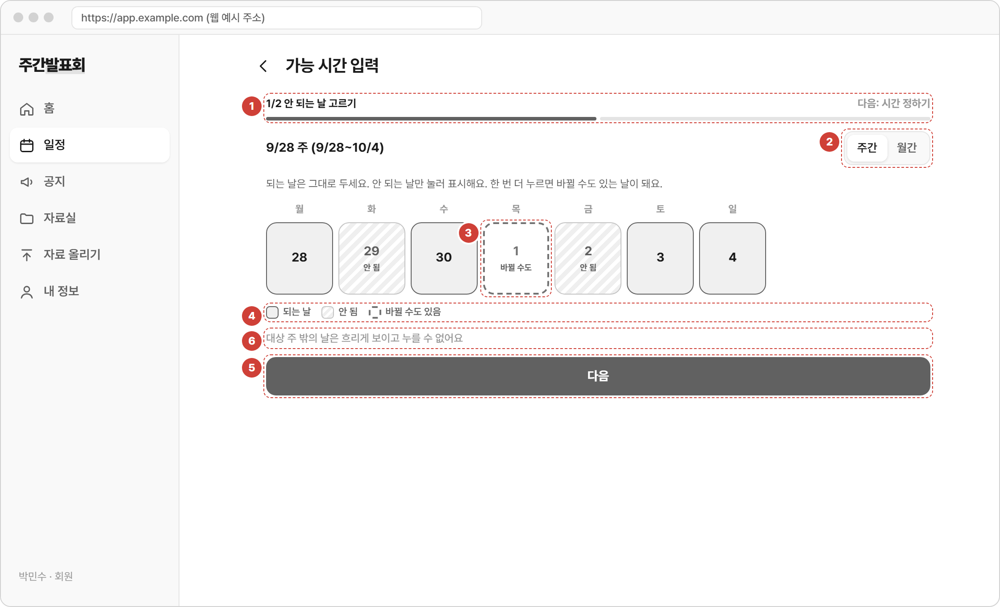 https://app.example.com (웹 예시 주소)
주간발표회
홈
일정
공지
자료실
자료 올리기
내 정보
박민수 · 회원
가능 시간 입력
1
1/2 안 되는 날 고르기
다음: 시간 정하기
9/28 주 (9/28~10/4)
2
주간 월간
되는 날은 그대로 두세요. 안 되는 날만 눌러 표시해요. 한 번 더 누르면 바뀔 수도 있는 날이 돼요.
월 화 수 목 금 토 일
28
29
안 됨
30
3
1
바뀔 수도
2
안 됨
3
4
4
되는 날 안 됨 바뀔 수도 있음
6
대상 주 밖의 날은 흐리게 보이고 누를 수 없어요
5
다음